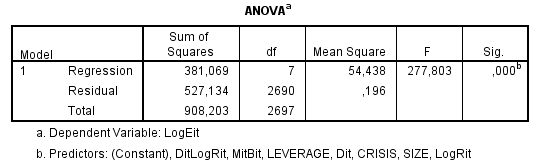 ANOVAa
Model Sum of Squares df Mean Square F Sig.
1 Regression 381,069 7 54,438 277,803 ,000b
Residual 527,134 2690 ,196
Total 908,203 2697
a. Dependent Variable: LogEit
b. Predictors: (Constant), DitLogRit, MitBit, LEVERAGE, Dit, CRISIS, SIZE, LogRit